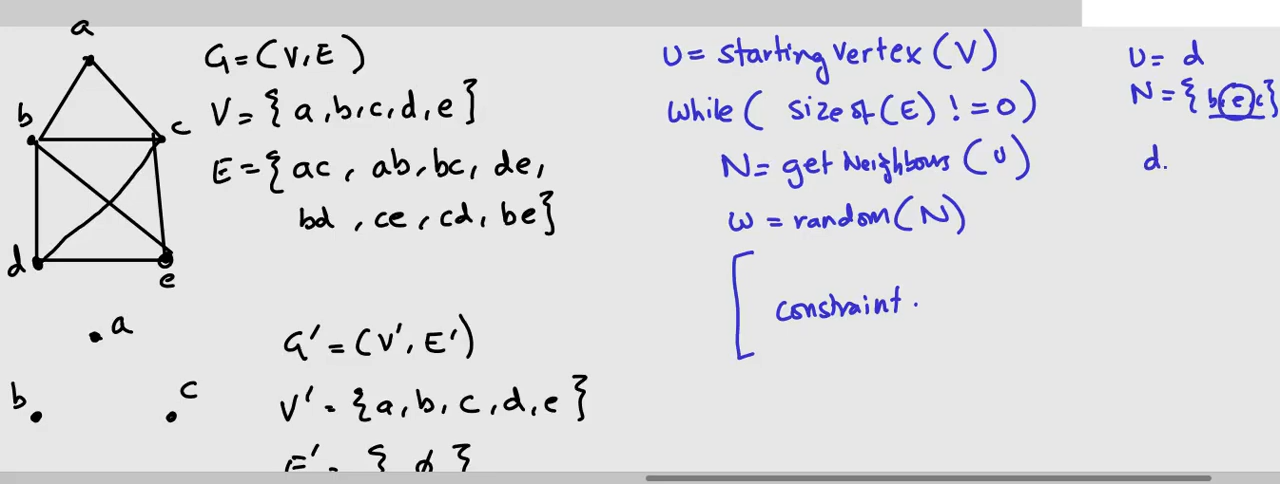 a
b
c
d
e
G=(V,E)
V={a,b,c,d,e}
E={ac, ab, bc, de,
bd, ce, cd, be}
.a
b.
c
G'=(V',E')
V'={a,b,c,d,e}
E'={ϕ}
U= starting vertex (V)
while( size of (E) !=0)
N= get Neighbours (U)
w = random(N)
constraint.
U= d
N={b,e,c}
d.